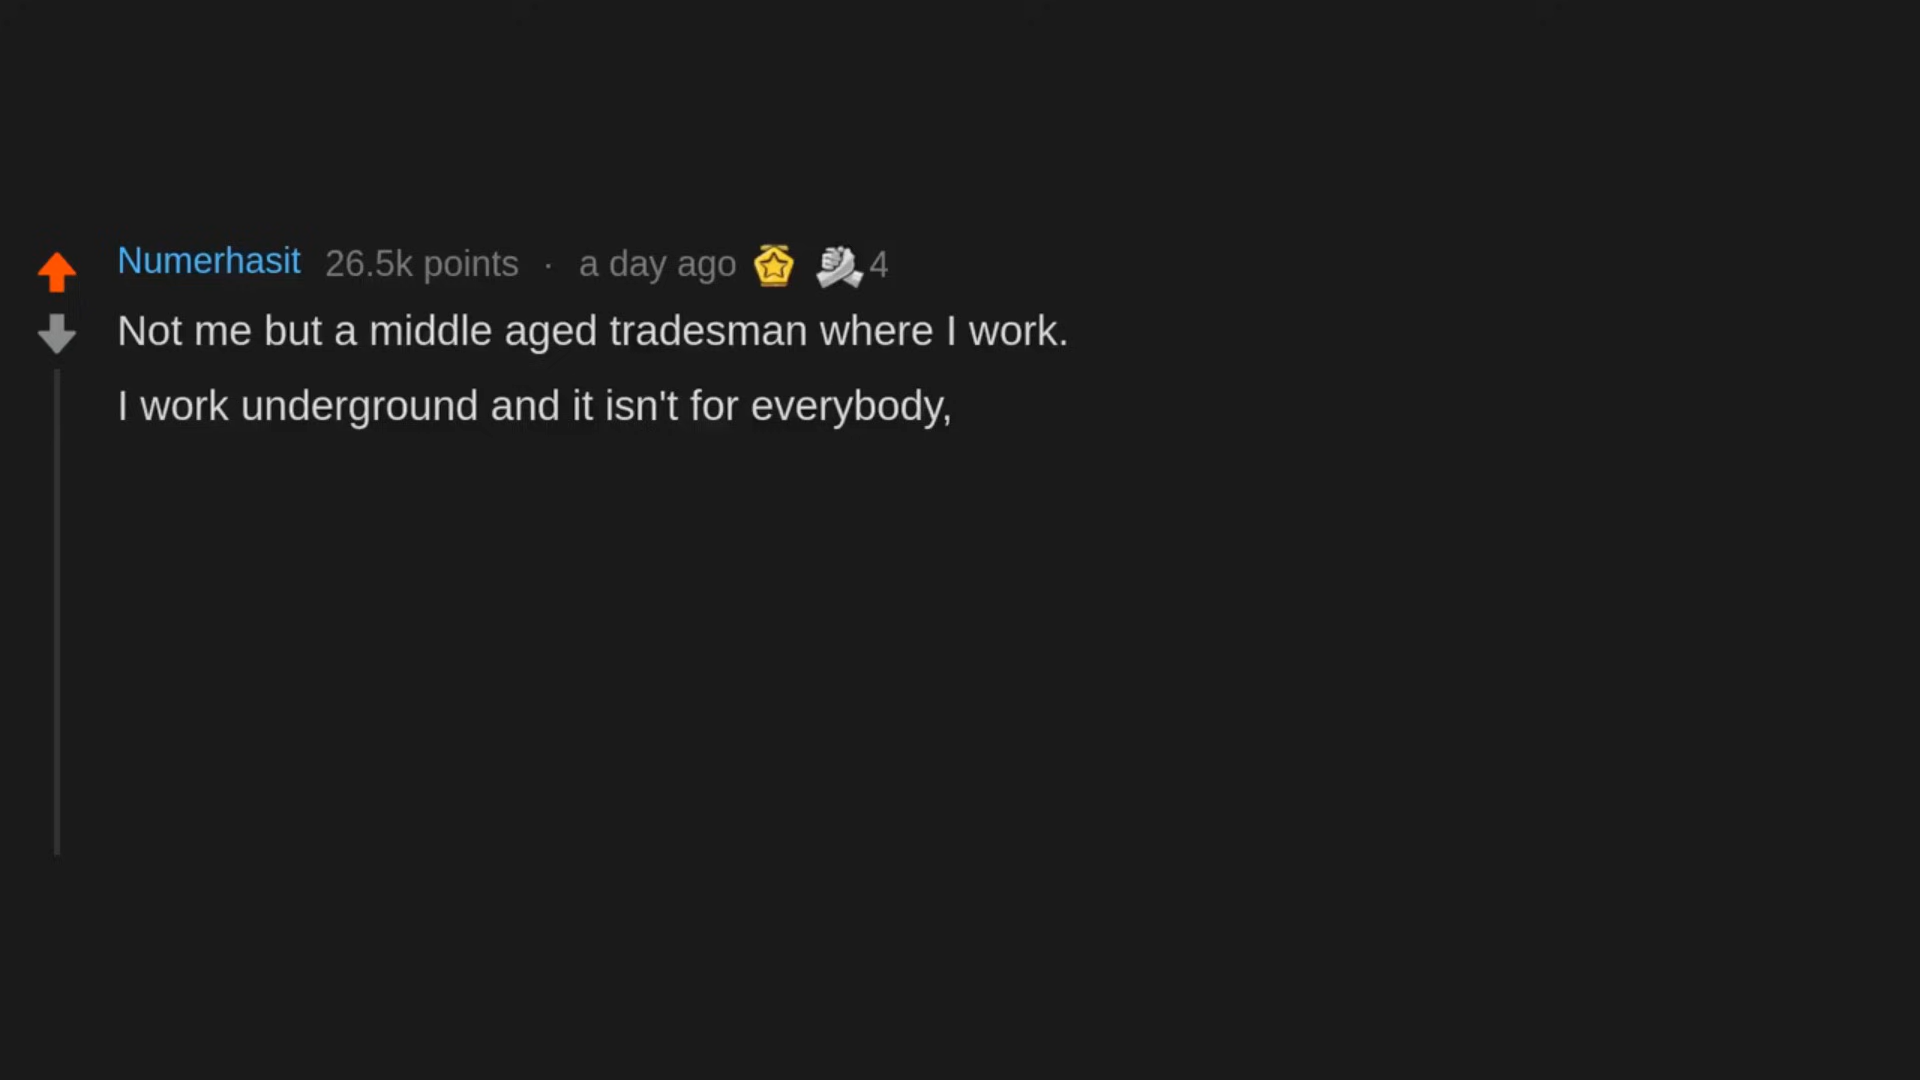 Numerhasit 26.5k points · a day ago 4
Not me but a middle aged tradesman where I work.
I work underground and it isn't for everybody,